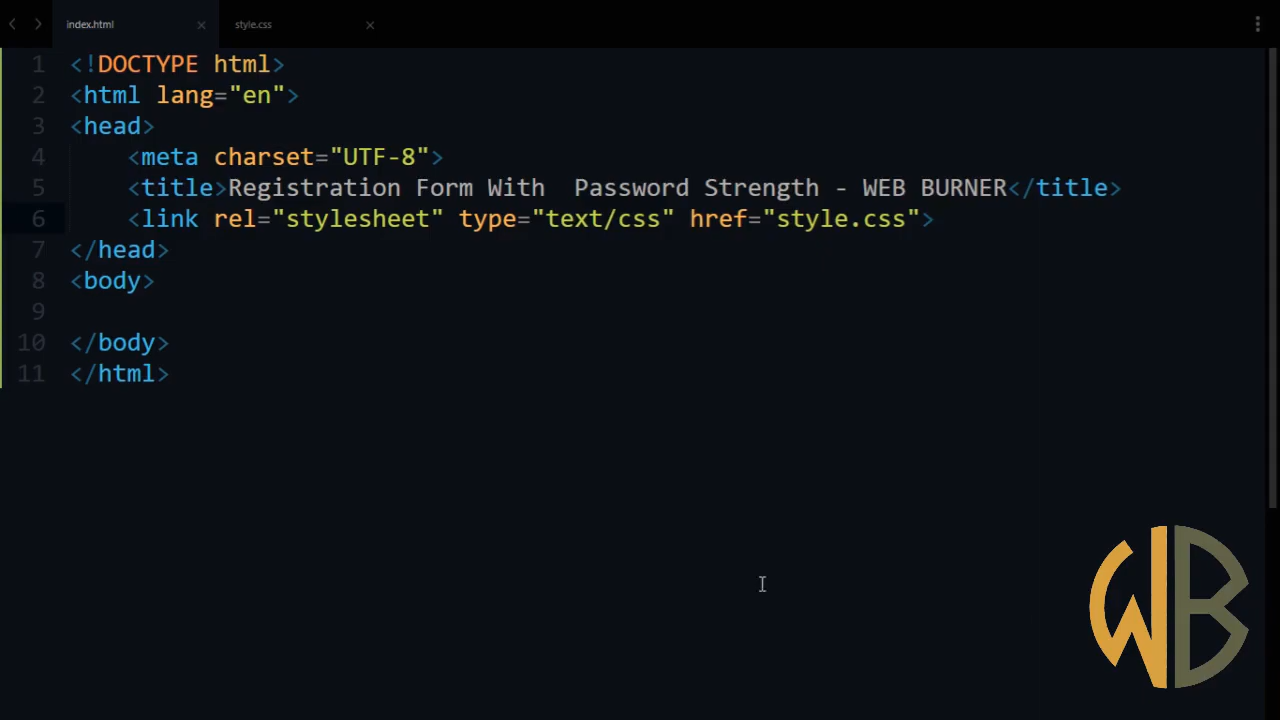 index.html × style.css ×
1 <!DOCTYPE html>
2 <html lang="en">
3 <head>
4     <meta charset="UTF-8">
5     <title>Registration Form With  Password Strength - WEB BURNER</title>
6     <link rel="stylesheet" type="text/css" href="style.css">
7 </head>
8 <body>
9
10 </body>
11 </html>
WB